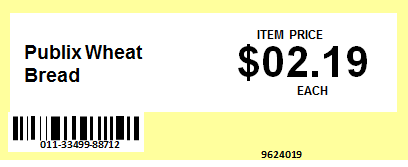 ITEM PRICE
Publix Wheat
Bread
$02.19
EACH
011-33499-88712
9624019